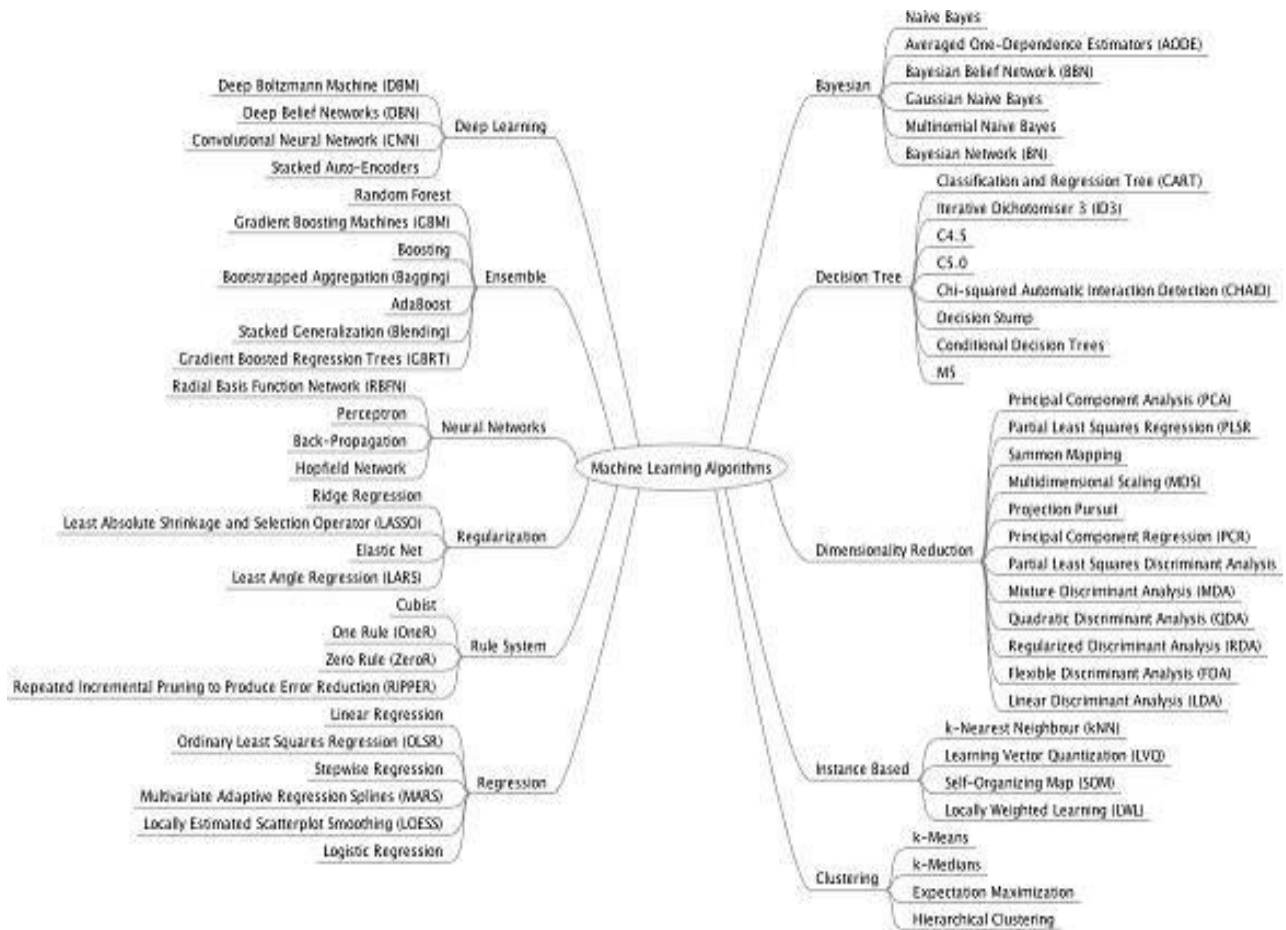 Deep Boltzmann Machine (DBM)
Deep Belief Networks (DBN)
Convolutional Neural Network (CNN)
Stacked Auto-Encoders
Deep Learning
Random Forest
Gradient Boosting Machines (GBM)
Boosting
Bootstrapped Aggregation (Bagging)
AdaBoost
Stacked Generalization (Blending)
Gradient Boosted Regression Trees (GBRT)
Ensemble
Radial Basis Function Network (RBFN)
Perceptron
Back-Propagation
Hopfield Network
Neural Networks
Ridge Regression
Least Absolute Shrinkage and Selection Operator (LASSO)
Elastic Net
Least Angle Regression (LARS)
Regularization
Cubist
One Rule (OneR)
Zero Rule (ZeroR)
Repeated Incremental Pruning to Produce Error Reduction (RIPPER)
Rule System
Linear Regression
Ordinary Least Squares Regression (OLSR)
Stepwise Regression
Multivariate Adaptive Regression Splines (MARS)
Locally Estimated Scatterplot Smoothing (LOESS)
Logistic Regression
Regression
Machine Learning Algorithms
Bayesian
Naive Bayes
Averaged One-Dependence Estimators (AODE)
Bayesian Belief Network (BBN)
Gaussian Naive Bayes
Multinomial Naive Bayes
Bayesian Network (BN)
Decision Tree
Classification and Regression Tree (CART)
Iterative Dichotomiser 3 (ID3)
C4.5
C5.0
Chi-squared Automatic Interaction Detection (CHAID)
Decision Stump
Conditional Decision Trees
M5
Dimensionality Reduction
Principal Component Analysis (PCA)
Partial Least Squares Regression (PLSR
Sammon Mapping
Multidimensional Scaling (MDS)
Projection Pursuit
Principal Component Regression (PCR)
Partial Least Squares Discriminant Analysis
Mixture Discriminant Analysis (MDA)
Quadratic Discriminant Analysis (QDA)
Regularized Discriminant Analysis (RDA)
Flexible Discriminant Analysis (FDA)
Linear Discriminant Analysis (LDA)
Instance Based
k-Nearest Neighbour (kNN)
Learning Vector Quantization (LVQ)
Self-Organizing Map (SOM)
Locally Weighted Learning (LWL)
Clustering
k-Means
k-Medians
Expectation Maximization
Hierarchical Clustering